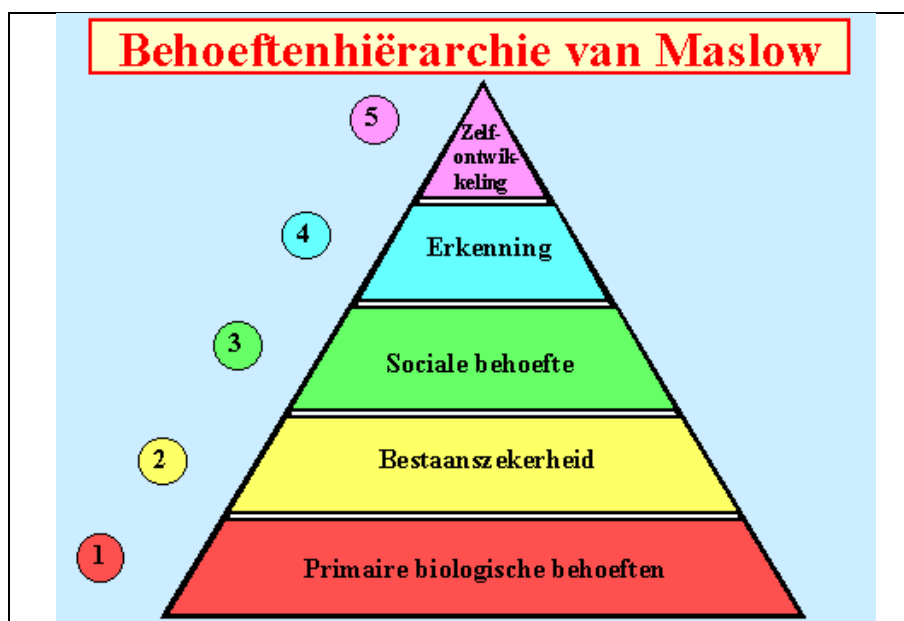 Behoeftenhiërarchie van Maslow
5
Zelf-
ontwik-
keling
4
Erkenning
3
Sociale behoefte
2
Bestaanszekerheid
1
Primaire biologische behoeften